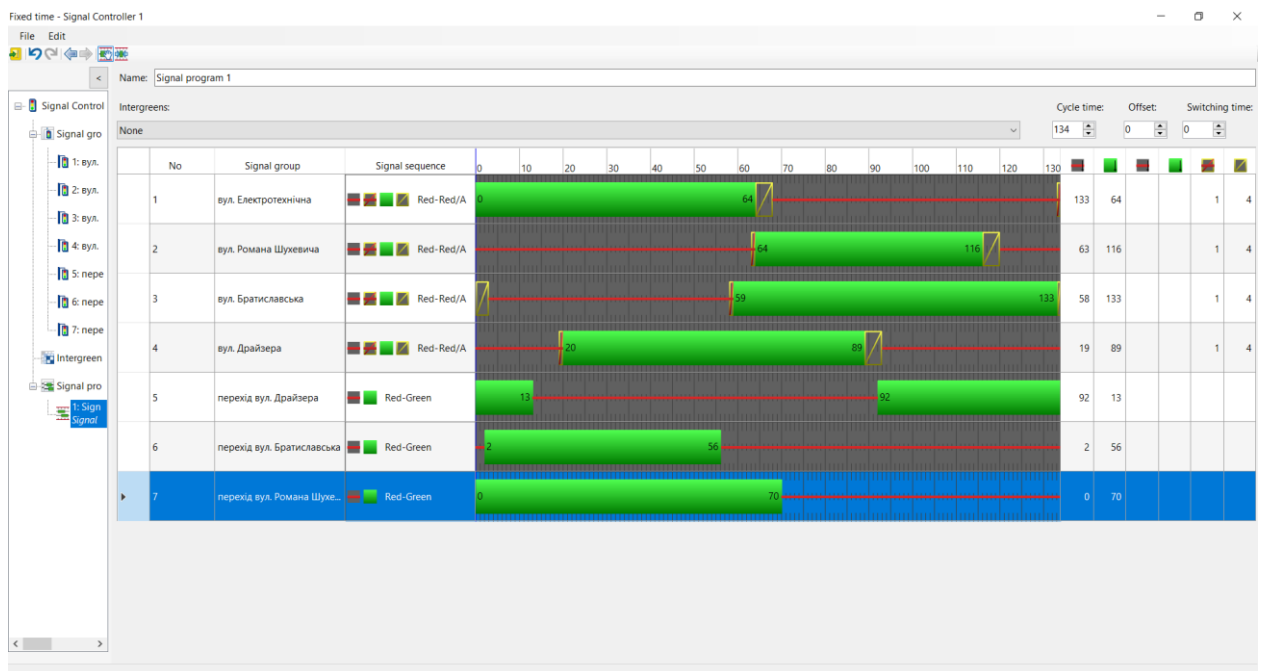 Fixed time - Signal Controller 1
File Edit
< Name: Signal program 1
Signal Control
Intergreens: Cycle time: Offset: Switching time:
None 134 0 0
Signal gro
1: вул.
2: вул.
3: вул.
4: вул.
5: пере
6: пере
7: пере
Intergreen
Signal pro
1: Sign
Signal
No Signal group Signal sequence 0 10 20 30 40 50 60 70 80 90 100 110 120 130
1 вул. Електротехнічна Red-Red/A 0 64 133 64 1 4
2 вул. Романа Шухевича Red-Red/A 64 116 63 116 1 4
3 вул. Братиславська Red-Red/A 59 133 58 133 1 4
4 вул. Драйзера Red-Red/A 20 89 19 89 1 4
5 перехід вул. Драйзера Red-Green 13 92 92 13
6 перехід вул. Братиславська Red-Green 2 56 2 56
7 перехід вул. Романа Шухе... Red-Green 0 70 0 70
< >